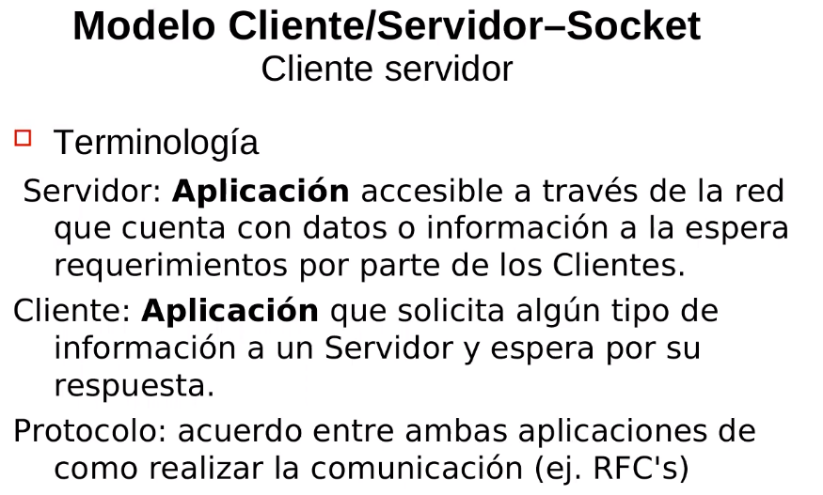 Modelo Cliente/Servidor–Socket
Cliente servidor
Terminología
Servidor: Aplicación accesible a través de la red
que cuenta con datos o información a la espera
requerimientos por parte de los Clientes.
Cliente: Aplicación que solicita algún tipo de
información a un Servidor y espera por su
respuesta.
Protocolo: acuerdo entre ambas aplicaciones de
como realizar la comunicación (ej. RFC's)